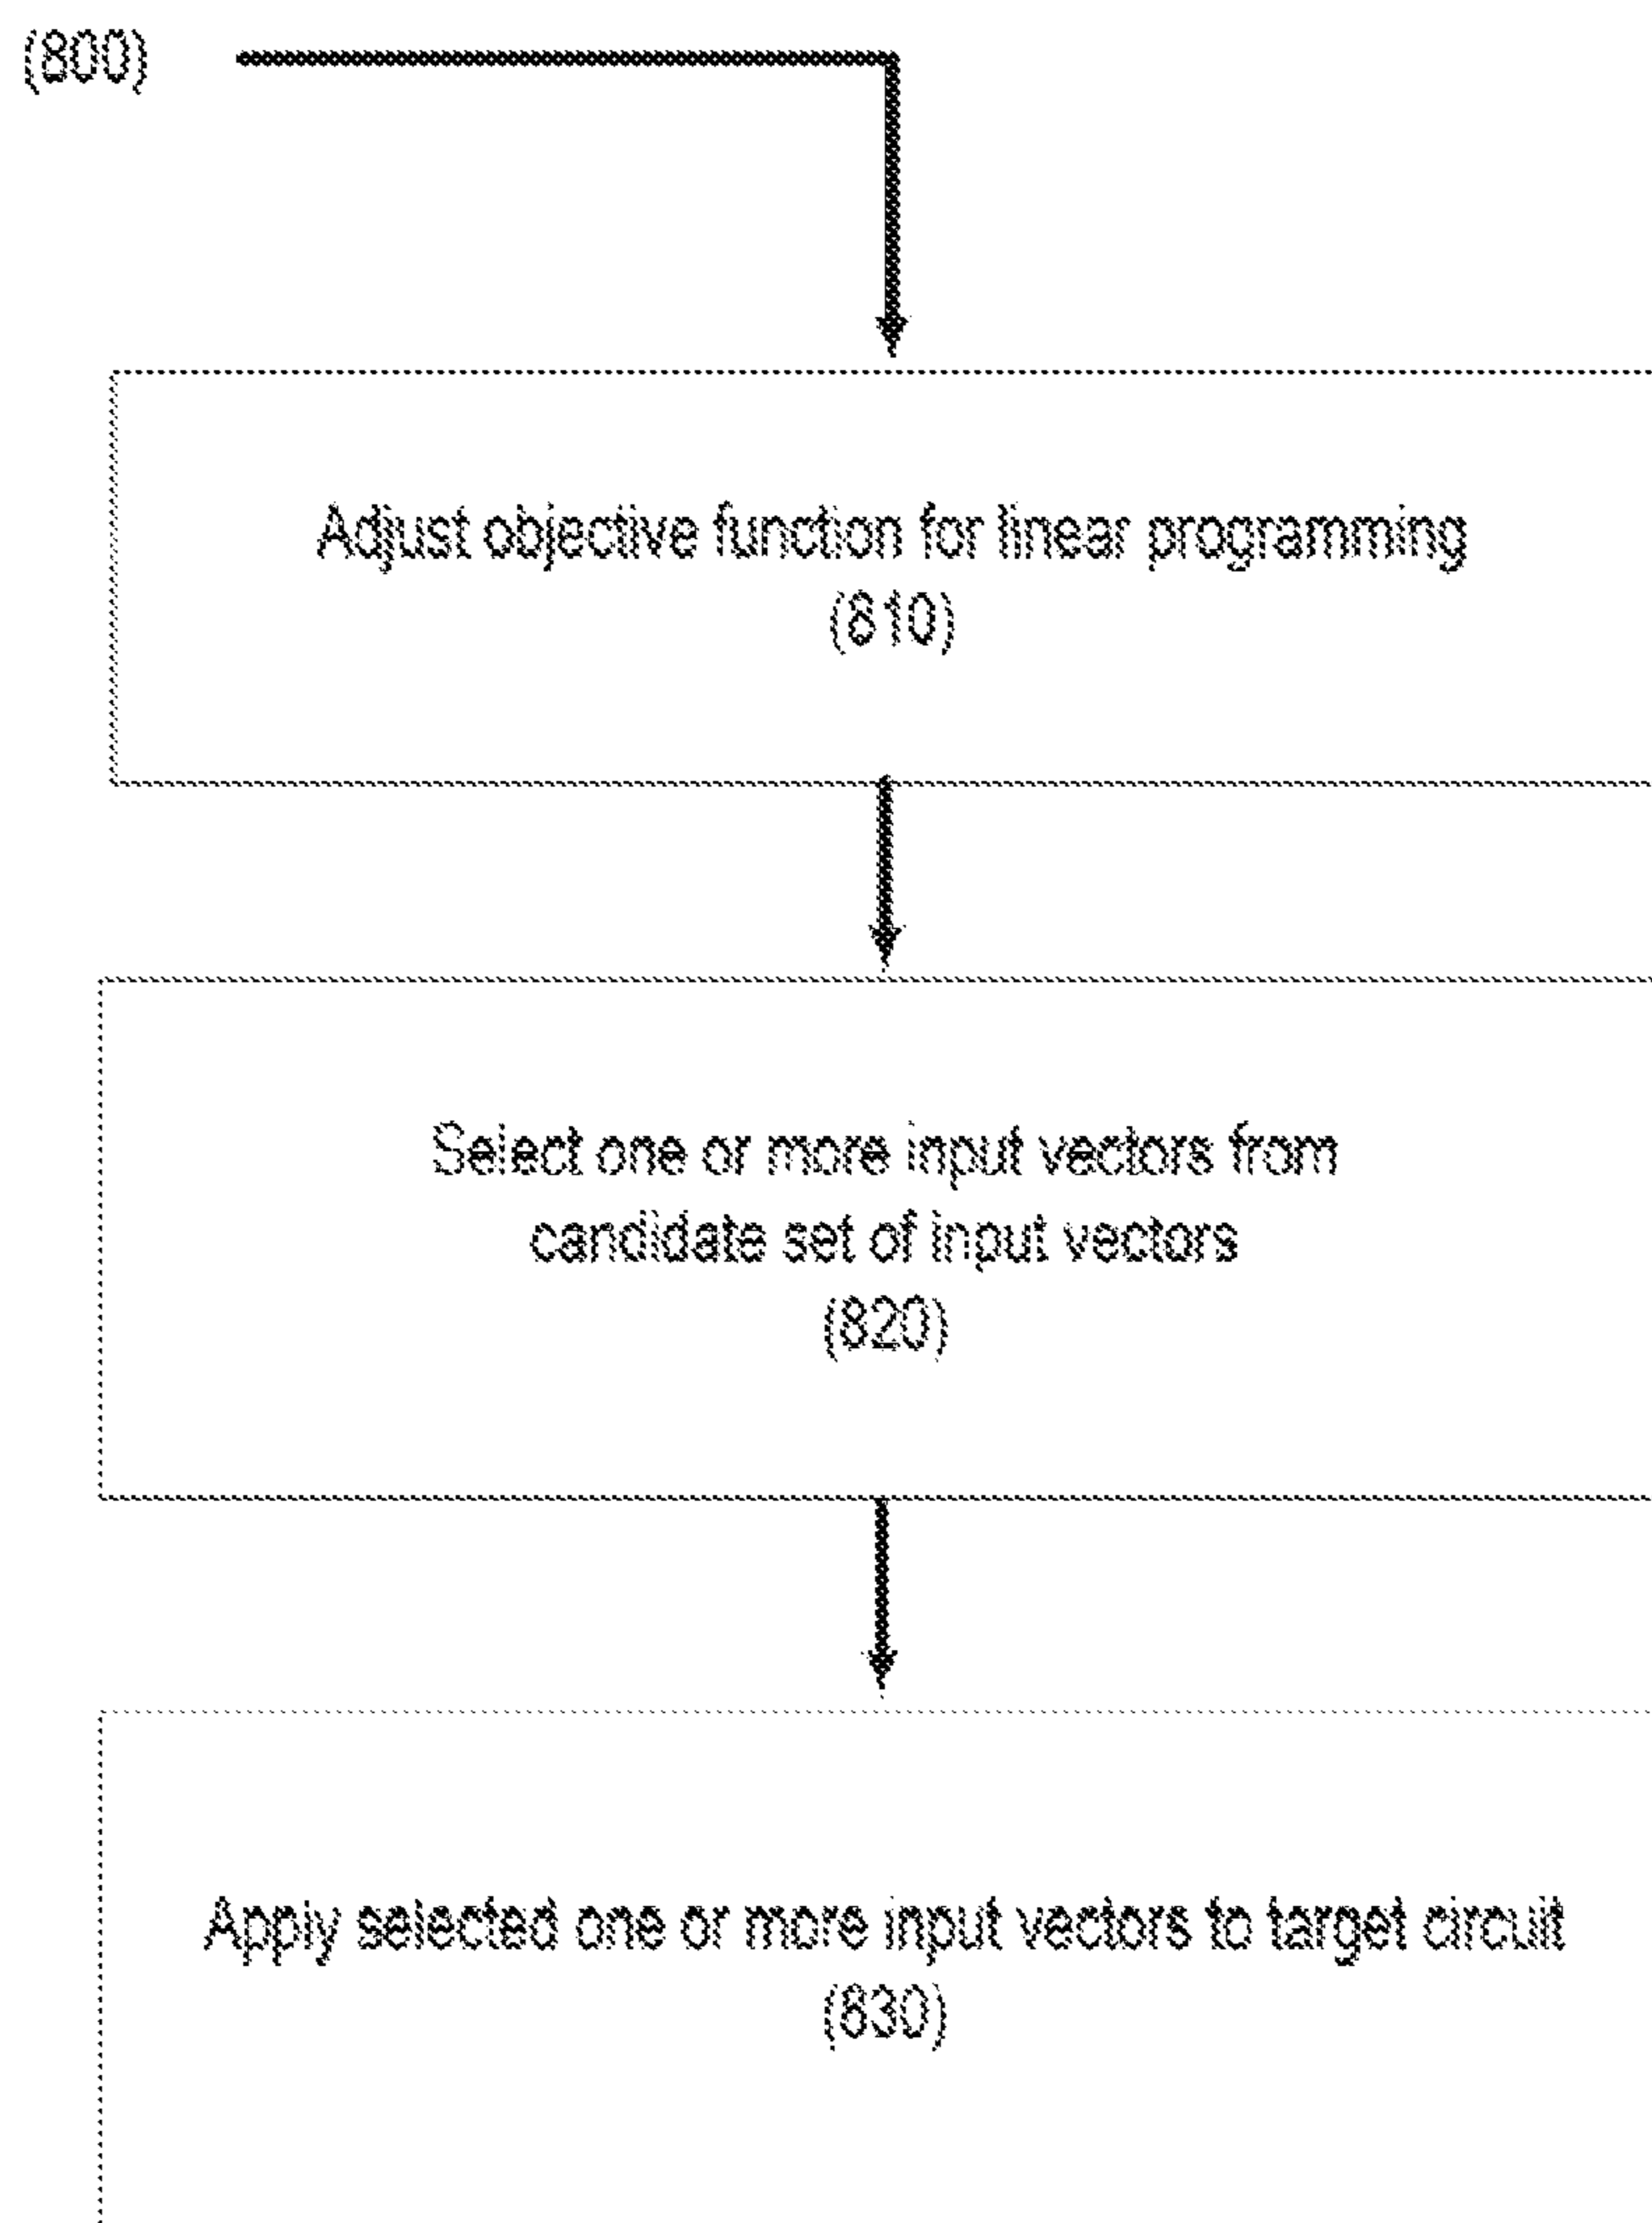 (800)
Adjust objective function for linear programming
(810)
Select one or more input vectors from
candidate set of input vectors
(820)
Apply selected one or more input vectors to target circuit
(830)